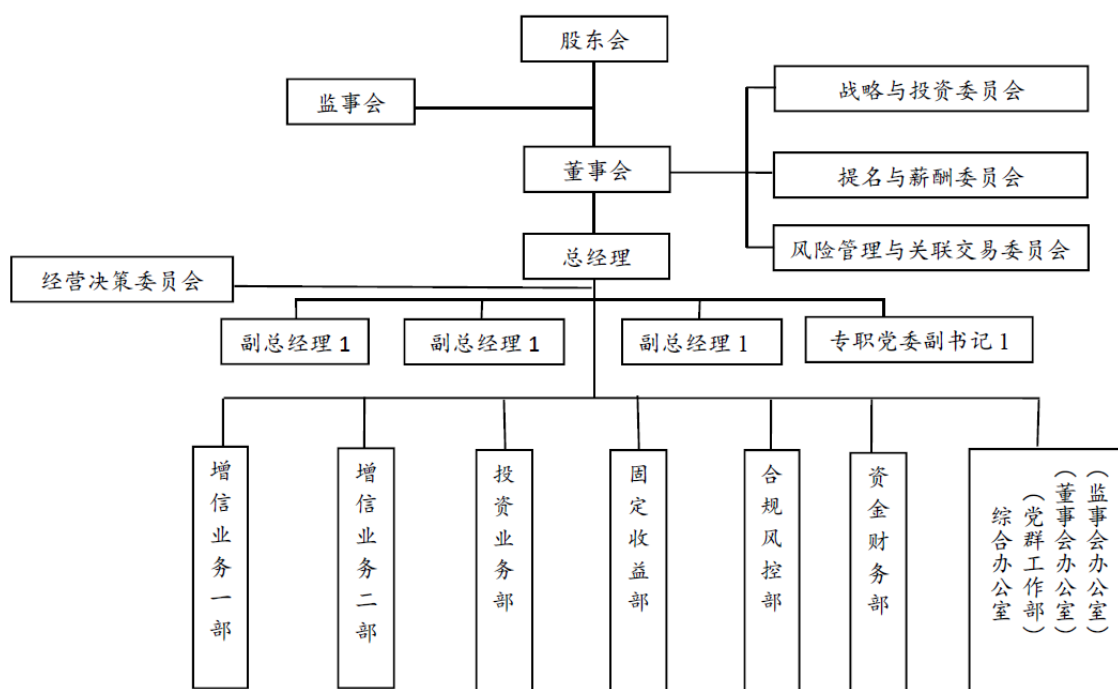 股东会
监事会
战略与投资委员会
董事会
提名与薪酬委员会
总经理
风险管理与关联交易委员会
经营决策委员会
副总经理1
副总经理1
副总经理1
专职党委副书记1
增信业务一部
增信业务二部
投资业务部
固定收益部
合规风控部
资金财务部
综合办公室
（党群工作部）
（董事会办公室）
（监事会办公室）